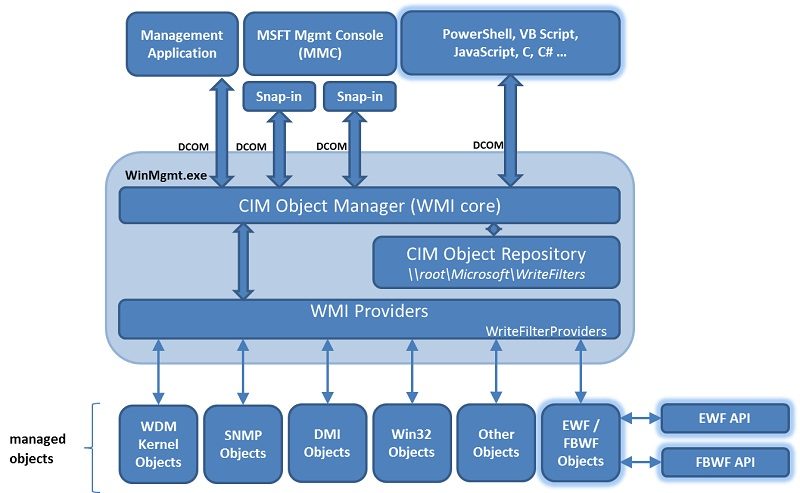 Management
Application
MSFT Mgmt Console
(MMC)
PowerShell, VB Script,
JavaScript, C, C# ...
Snap-in
Snap-in
DCOM
DCOM
DCOM
DCOM
WinMgmt.exe
CIM Object Manager (WMI core)
CIM Object Repository
\\root\Microsoft\WriteFilters
WMI Providers
WriteFilterProviders
managed
objects
WDM
Kernel
Objects
SNMP
Objects
DMI
Objects
Win32
Objects
Other
Objects
EWF /
FBWF
Objects
EWF API
FBWF API